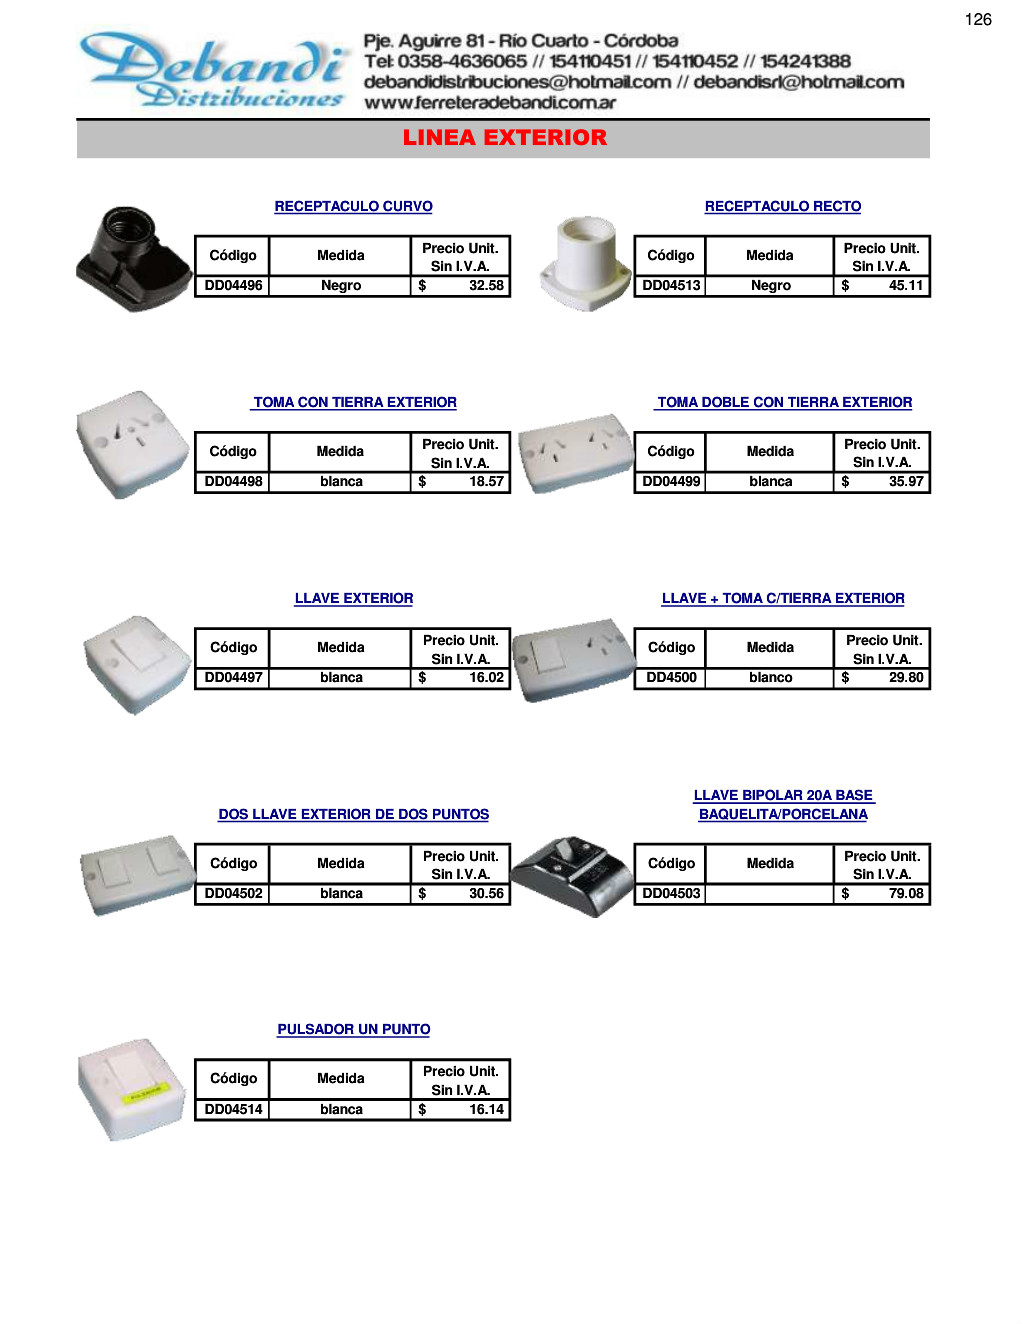 126
Debandi
Distribuciones
Pje. Aguirre 81 - Río Cuarto - Córdoba
Tel: 0358-4636065 // 154110451 // 154110452 // 154241388
debandidistribuciones@hotmail.com // debandisrl@hotmail.com
www.ferreteradebandi.com.ar
LINEA EXTERIOR
RECEPTACULO CURVO
Código Medida Precio Unit. Sin I.V.A.
DD04496 Negro $ 32.58
RECEPTACULO RECTO
Código Medida Precio Unit. Sin I.V.A.
DD04513 Negro $ 45.11
TOMA CON TIERRA EXTERIOR
Código Medida Precio Unit. Sin I.V.A.
DD04498 blanca $ 18.57
TOMA DOBLE CON TIERRA EXTERIOR
Código Medida Precio Unit. Sin I.V.A.
DD04499 blanca $ 35.97
LLAVE EXTERIOR
Código Medida Precio Unit. Sin I.V.A.
DD04497 blanca $ 16.02
LLAVE + TOMA C/TIERRA EXTERIOR
Código Medida Precio Unit. Sin I.V.A.
DD4500 blanco $ 29.80
DOS LLAVE EXTERIOR DE DOS PUNTOS
Código Medida Precio Unit. Sin I.V.A.
DD04502 blanca $ 30.56
LLAVE BIPOLAR 20A BASE
BAQUELITA/PORCELANA
Código Medida Precio Unit. Sin I.V.A.
DD04503 $ 79.08
PULSADOR UN PUNTO
PULSADOR
Código Medida Precio Unit. Sin I.V.A.
DD04514 blanca $ 16.14